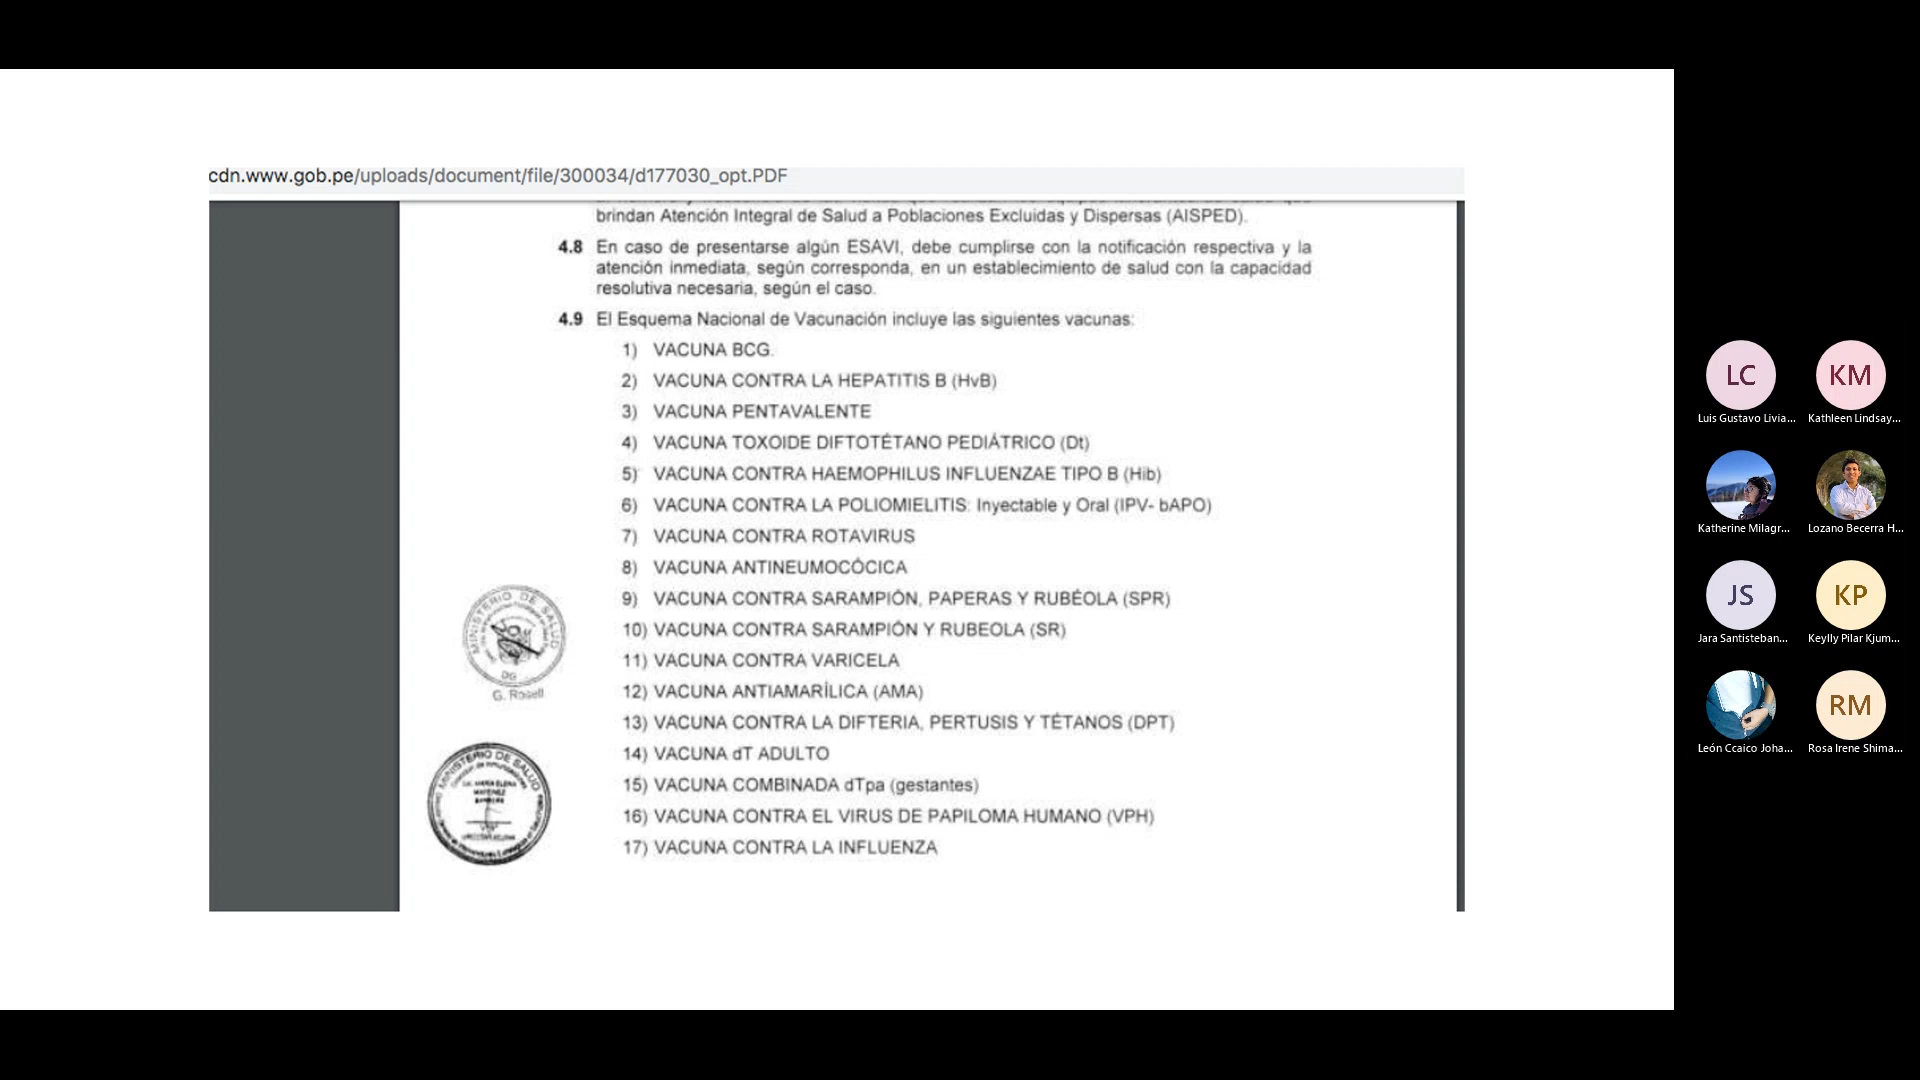 cdn.www.gob.pe/uploads/document/file/300034/d177030_opt.PDF
brindan Atención Integral de Salud a Poblaciones Excluidas y Dispersas (AISPED).
4.8 En caso de presentarse algún ESAVI, debe cumplirse con la notificación respectiva y la
atención inmediata, según corresponda, en un establecimiento de salud con la capacidad
resolutiva necesaria, según el caso.
4.9 El Esquema Nacional de Vacunación incluye las siguientes vacunas:
1) VACUNA BCG.
2) VACUNA CONTRA LA HEPATITIS B (HvB)
3) VACUNA PENTAVALENTE
4) VACUNA TOXOIDE DIFTOTÉTANO PEDIÁTRICO (Dt)
5) VACUNA CONTRA HAEMOPHILUS INFLUENZAE TIPO B (Hib)
6) VACUNA CONTRA LA POLIOMIELITIS: Inyectable y Oral (IPV- bAPO)
7) VACUNA CONTRA ROTAVIRUS
8) VACUNA ANTINEUMOCÓCICA
9) VACUNA CONTRA SARAMPIÓN, PAPERAS Y RUBÉOLA (SPR)
10) VACUNA CONTRA SARAMPIÓN Y RUBEOLA (SR)
11) VACUNA CONTRA VARICELA
12) VACUNA ANTIAMARÍLICA (AMA)
13) VACUNA CONTRA LA DIFTERIA, PERTUSIS Y TÉTANOS (DPT)
14) VACUNA dT ADULTO
15) VACUNA COMBINADA dTpa (gestantes)
16) VACUNA CONTRA EL VIRUS DE PAPILOMA HUMANO (VPH)
17) VACUNA CONTRA LA INFLUENZA
MINISTERIO DE SALUD
DG
G. Rosell
MINISTERIO DE SALUD
LC
Luis Gustavo Livia...
KM
Kathleen Lindsay...
Katherine Milagr...
Lozano Becerra H...
JS
Jara Santisteban...
KP
Keylly Pilar Kjum...
León Ccaico Joha...
RM
Rosa Irene Shima...